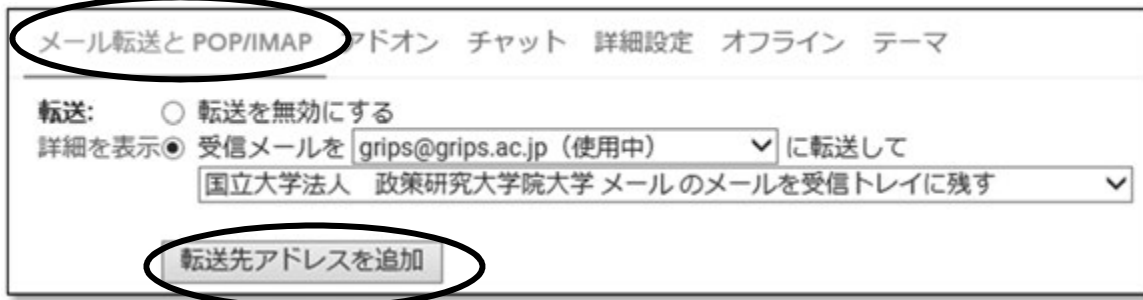 メール転送と POP/IMAP アドオン チャット 詳細設定 オフライン テーマ
転送: 転送を無効にする
詳細を表示 受信メールを grips@grips.ac.jp（使用中） に転送して
国立大学法人 政策研究大学院大学 メール のメールを受信トレイに残す
転送先アドレスを追加